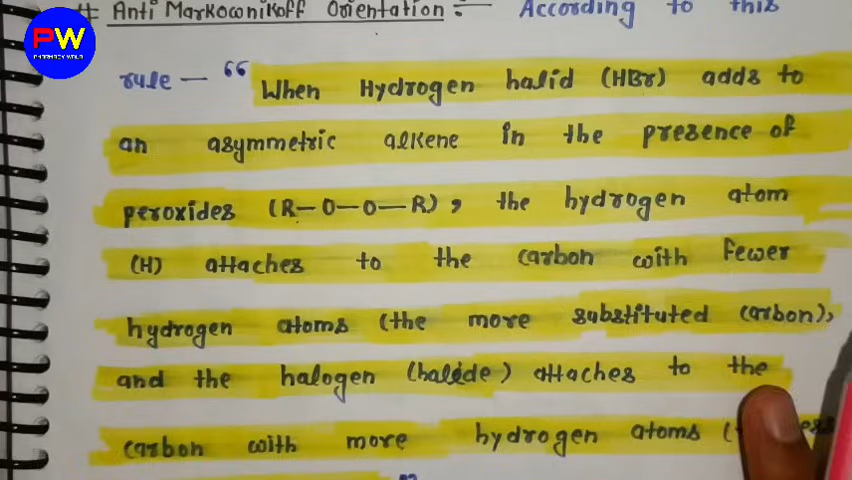 PW
PHARMACY WALA
# Anti Markownikoff Orientation :- According to this
rule — “ When Hydrogen halid (HBr) adds to
an asymmetric alkene in the presence of
peroxides (R-O-O-R), the hydrogen atom
(H) attaches to the carbon with fewer
hydrogen atoms (the more substituted carbon),
and the halogen (halide) attaches to the
carbon with more hydrogen atoms (